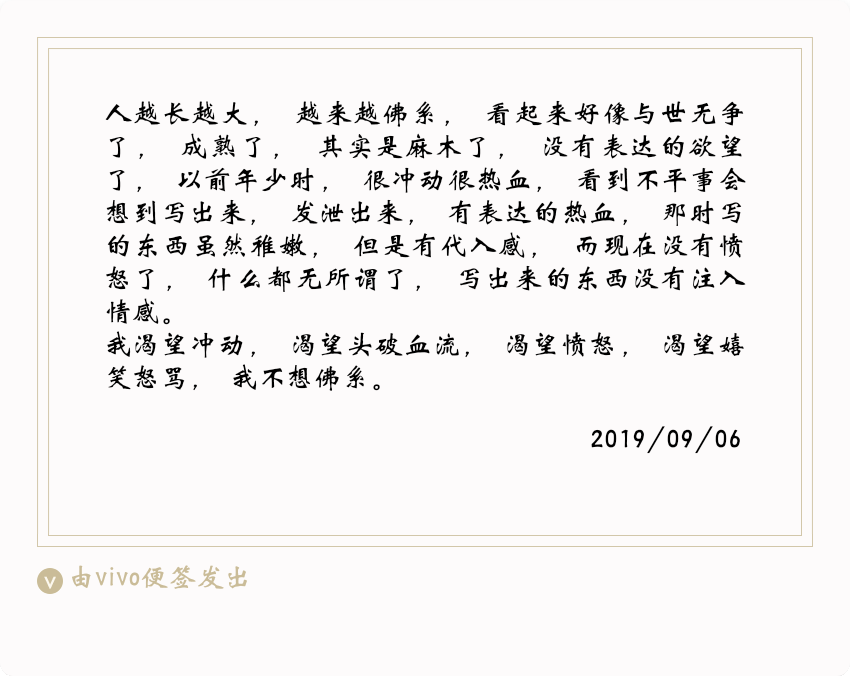 人越长越大， 越来越佛系， 看起来好像与世无争
了， 成熟了， 其实是麻木了， 没有表达的欲望
了， 以前年少时， 很冲动很热血， 看到不平事会
想到写出来， 发泄出来， 有表达的热血， 那时写
的东西虽然稚嫩， 但是有代入感， 而现在没有愤
怒了， 什么都无所谓了， 写出来的东西没有注入
情感。
我渴望冲动， 渴望头破血流， 渴望愤怒， 渴望嬉
笑怒骂， 我不想佛系。
2019/09/06
v 由vivo便签发出